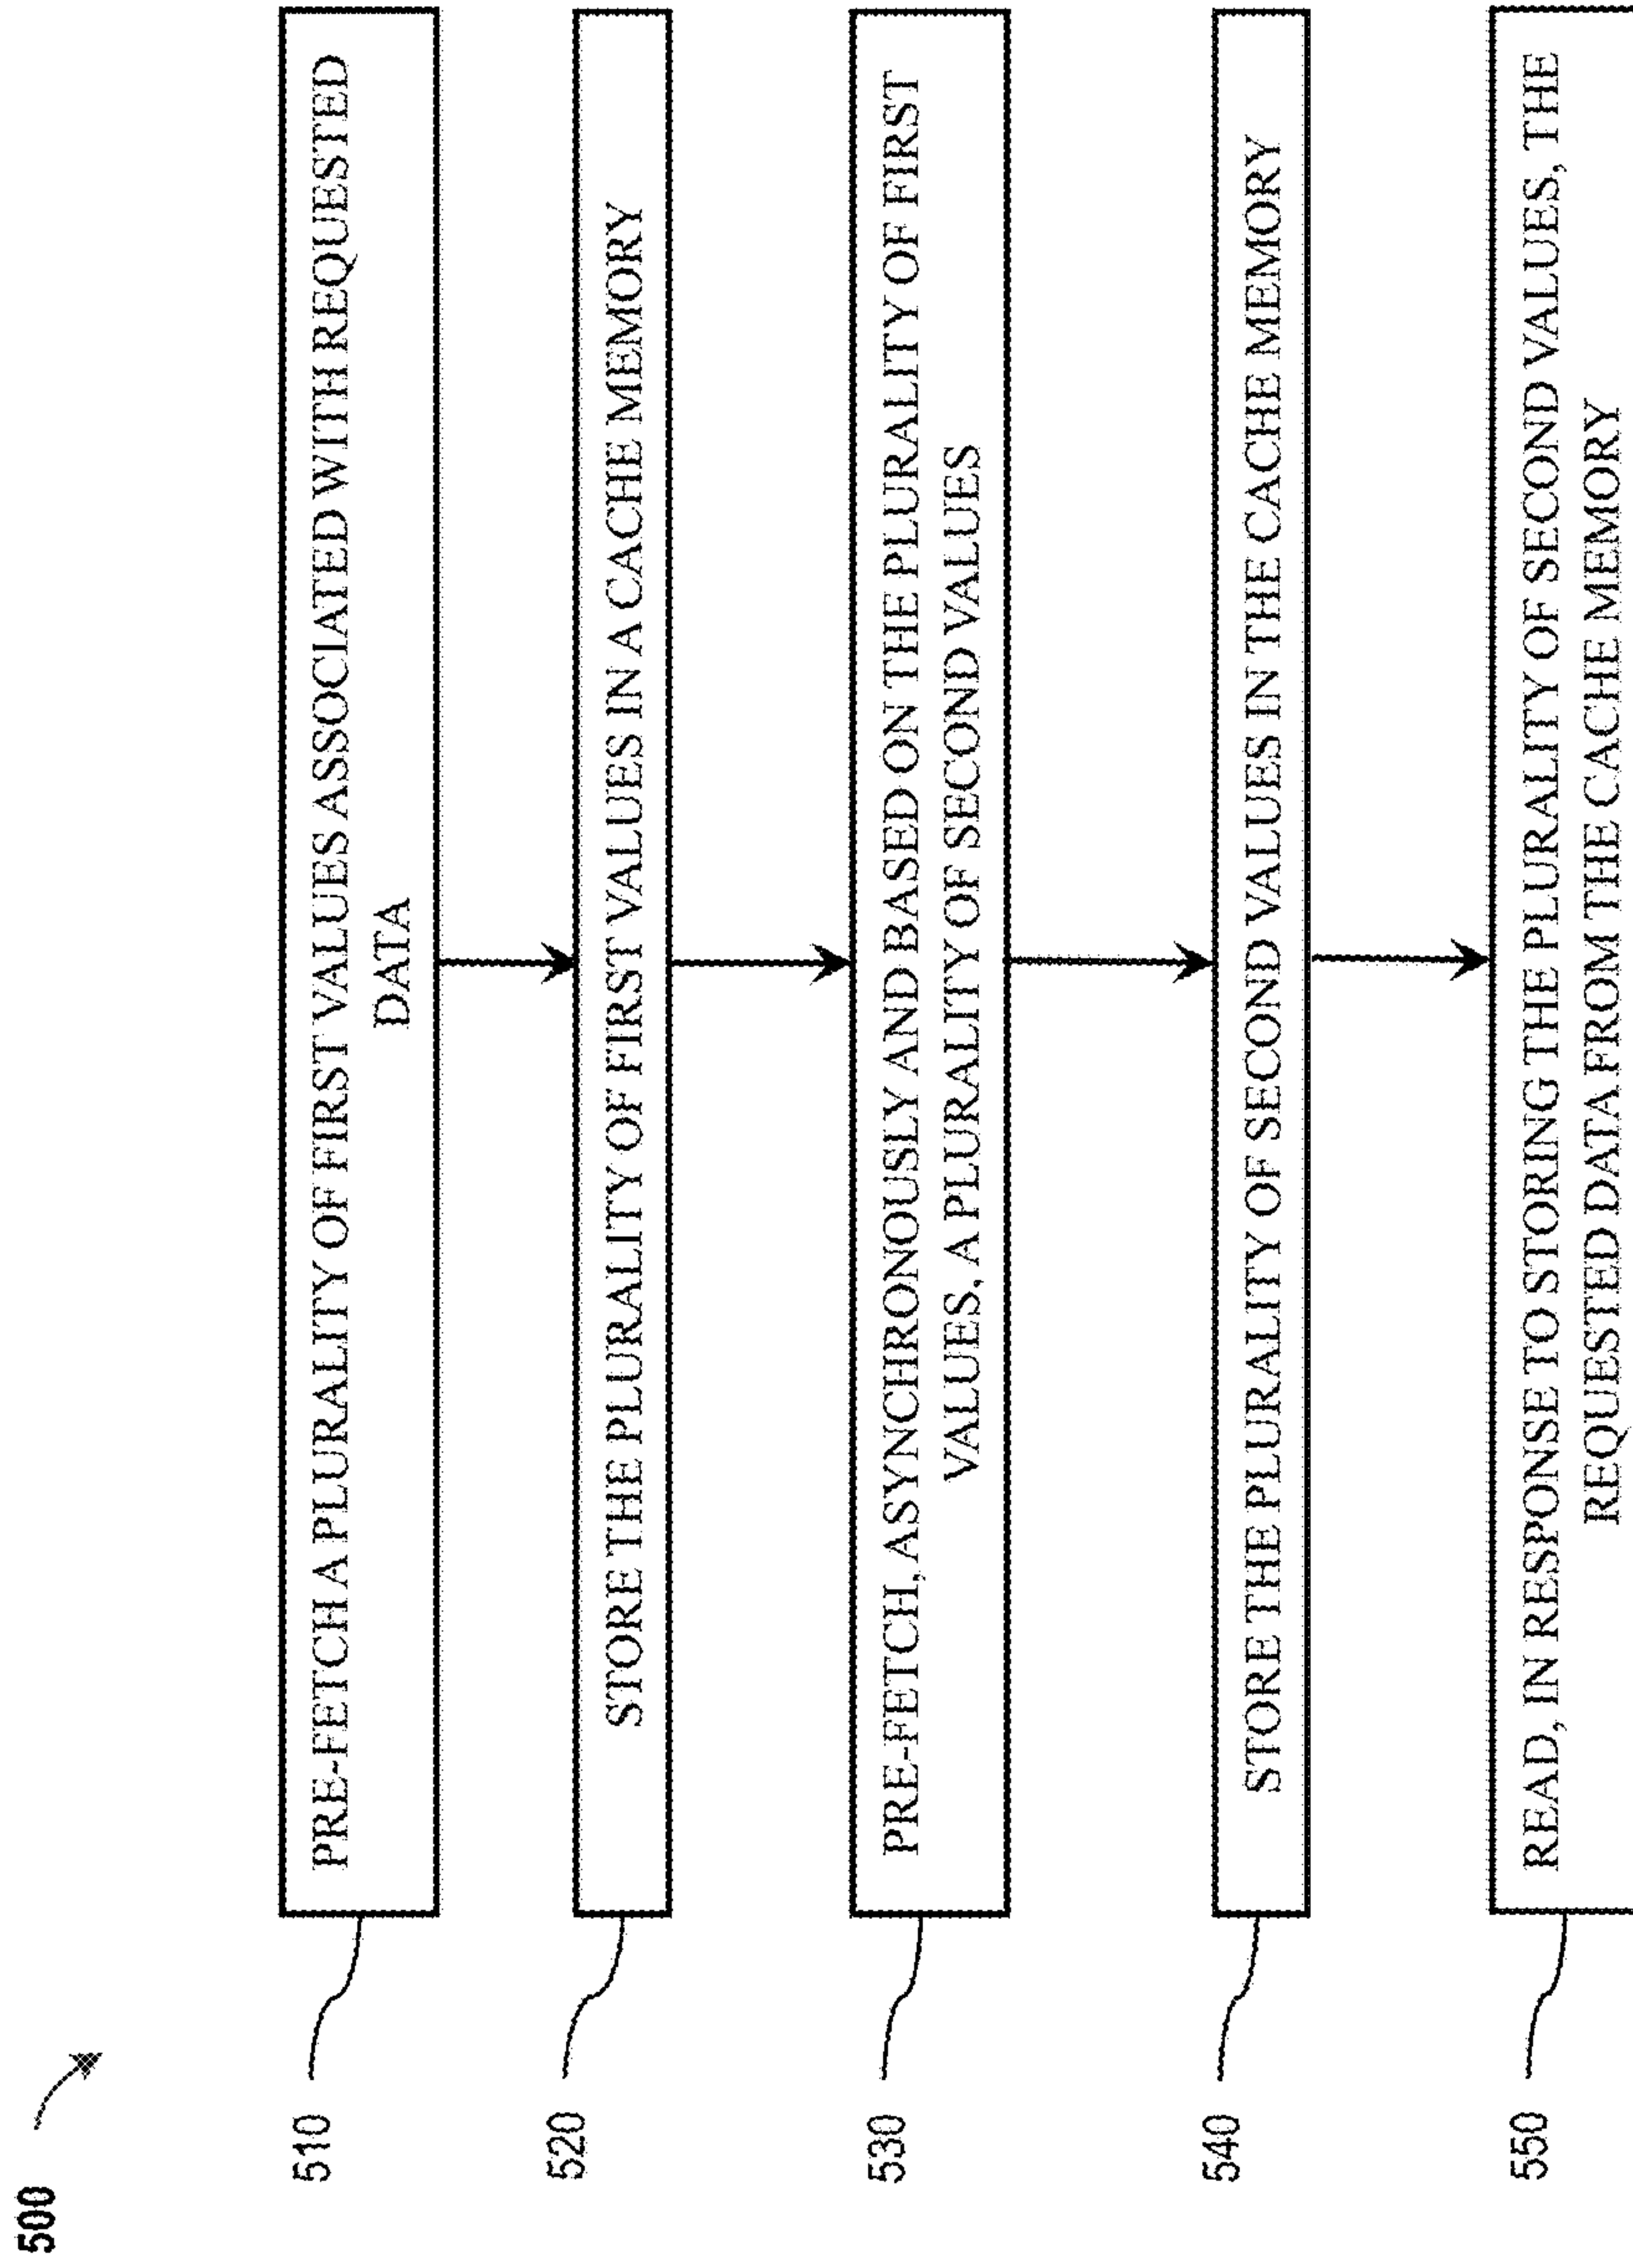 500
510
PRE-FETCH A PLURALITY OF FIRST VALUES ASSOCIATED WITH REQUESTED
DATA
520
STORE THE PLURALITY OF FIRST VALUES IN A CACHE MEMORY
530
PRE-FETCH, ASYNCHRONOUSLY AND BASED ON THE PLURALITY OF FIRST
VALUES, A PLURALITY OF SECOND VALUES
540
STORE THE PLURALITY OF SECOND VALUES IN THE CACHE MEMORY
550
READ, IN RESPONSE TO STORING THE PLURALITY OF SECOND VALUES, THE
REQUESTED DATA FROM THE CACHE MEMORY